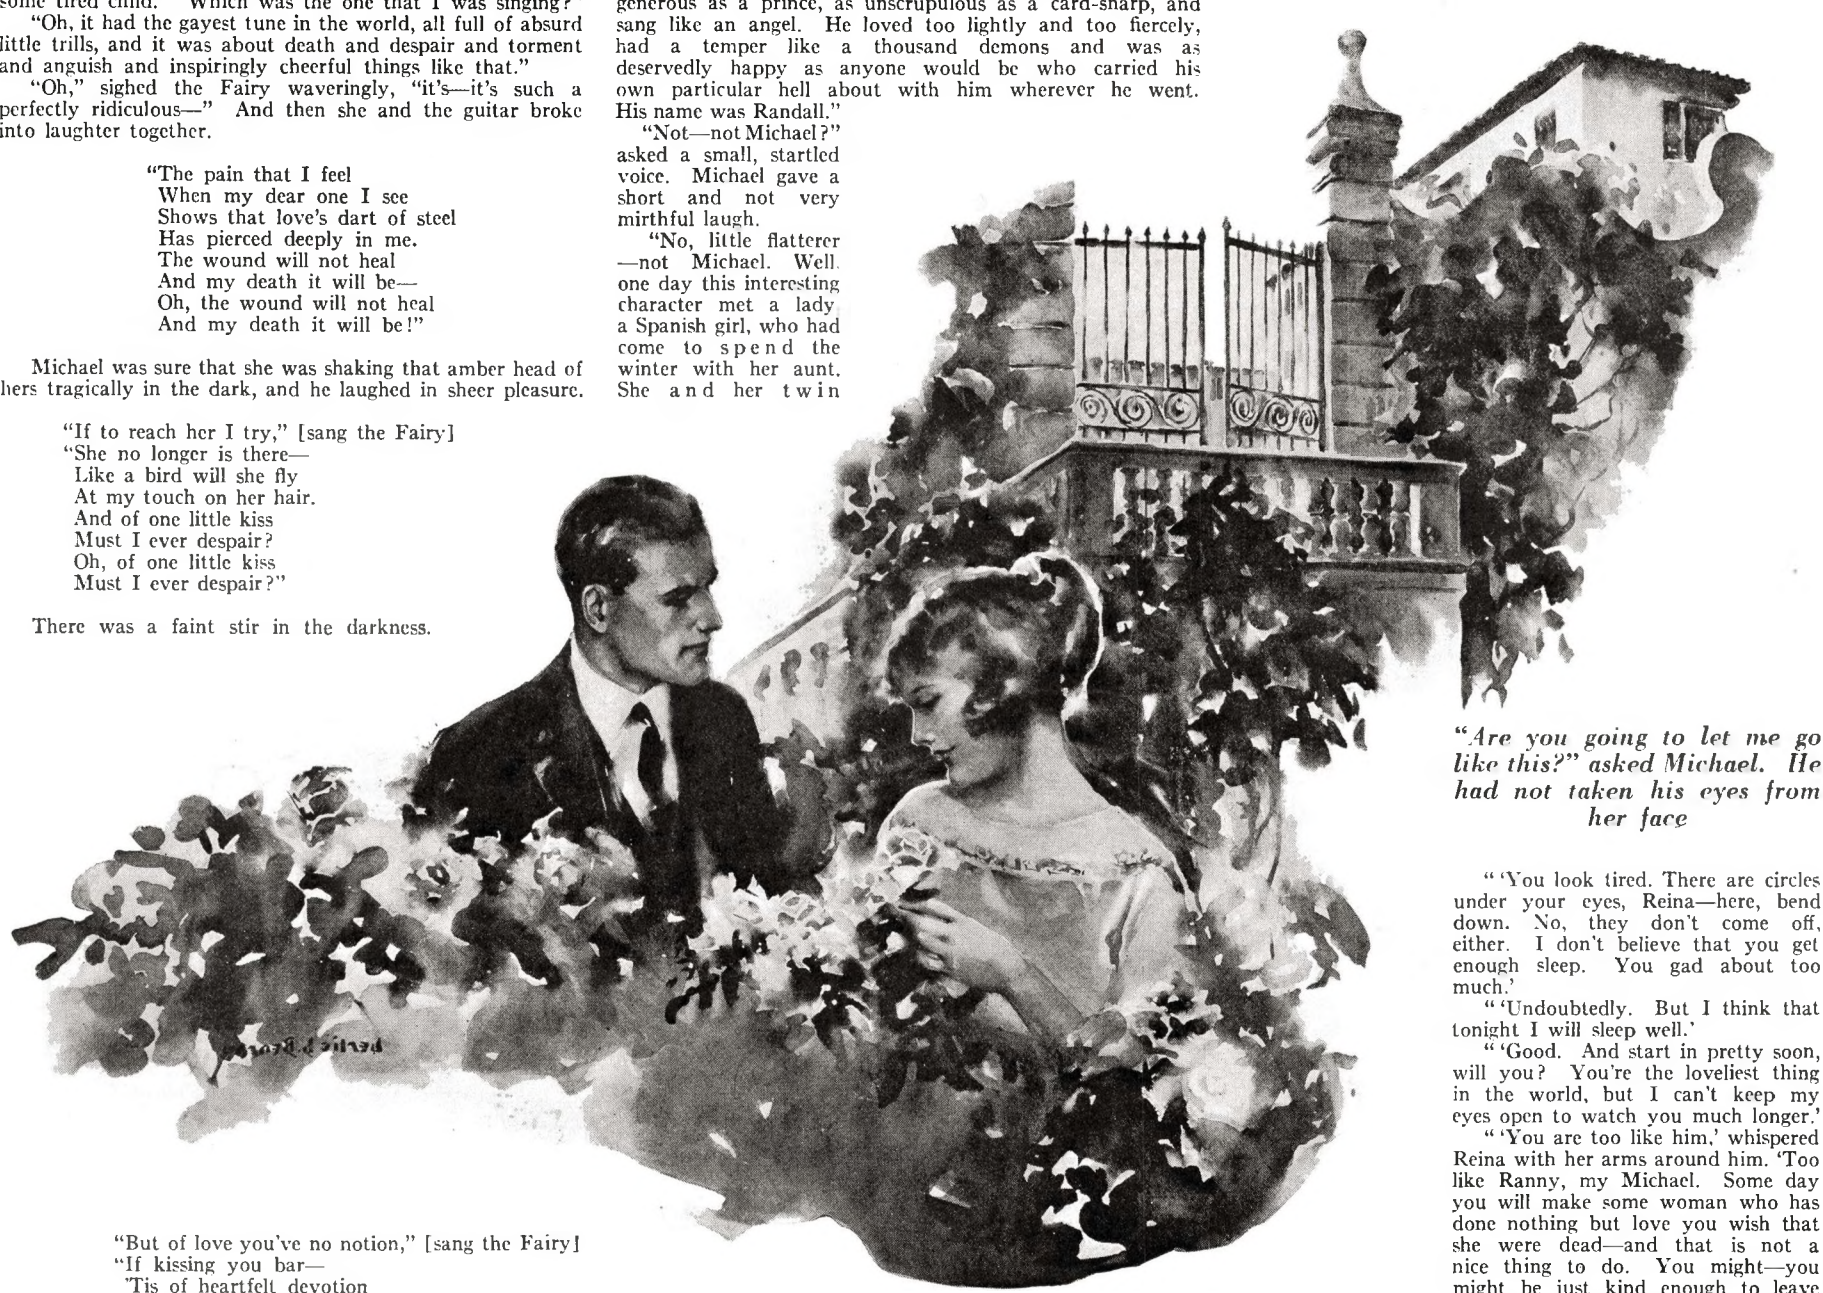 some tired child. "Which was the one that I was singing?"
"Oh, it had the gayest tune in the world, all full of absurd
little trills, and it was about death and despair and torment
and anguish and inspiringly cheerful things like that."
"Oh," sighed the Fairy waveringly, "it's—it's such a
perfectly ridiculous—" And then she and the guitar broke
into laughter together.
"The pain that I feel
When my dear one I see
Shows that love's dart of steel
Has pierced deeply in me.
The wound will not heal
And my death it will be—
Oh, the wound will not heal
And my death it will be!"
Michael was sure that she was shaking that amber head of
hers tragically in the dark, and he laughed in sheer pleasure.
"If to reach her I try," [sang the Fairy]
"She no longer is there—
Like a bird will she fly
At my touch on her hair.
And of one little kiss
Must I ever despair?
Oh, of one little kiss
Must I ever despair?"
There was a faint stir in the darkness.
"But of love you've no notion," [sang the Fairy]
"If kissing you bar—
'Tis of heartfelt devotion
generous as a prince, as unscrupulous as a card-sharp, and
sang like an angel. He loved too lightly and too fiercely,
had a temper like a thousand demons and was as
deservedly happy as anyone would be who carried his
own particular hell about with him wherever he went.
His name was Randall."
"Not—not Michael?"
asked a small, startled
voice. Michael gave a
short and not very
mirthful laugh.
"No, little flatterer
—not Michael. Well.
one day this interesting
character met a lady
a Spanish girl, who had
come to spend the
winter with her aunt.
She and her twin
"Are you going to let me go
like this?" asked Michael. He
had not taken his eyes from
her face
"'You look tired. There are circles
under your eyes, Reina—here, bend
down. No, they don't come off,
either. I don't believe that you get
enough sleep. You gad about too
much.'
"'Undoubtedly. But I think that
tonight I will sleep well.'
"'Good. And start in pretty soon,
will you? You're the loveliest thing
in the world, but I can't keep my
eyes open to watch you much longer.'
"'You are too like him,' whispered
Reina with her arms around him. 'Too
like Ranny, my Michael. Some day
you will make some woman who has
done nothing but love you wish that
she were dead—and that is not a
nice thing to do. You might—you
might be just kind enough to leave